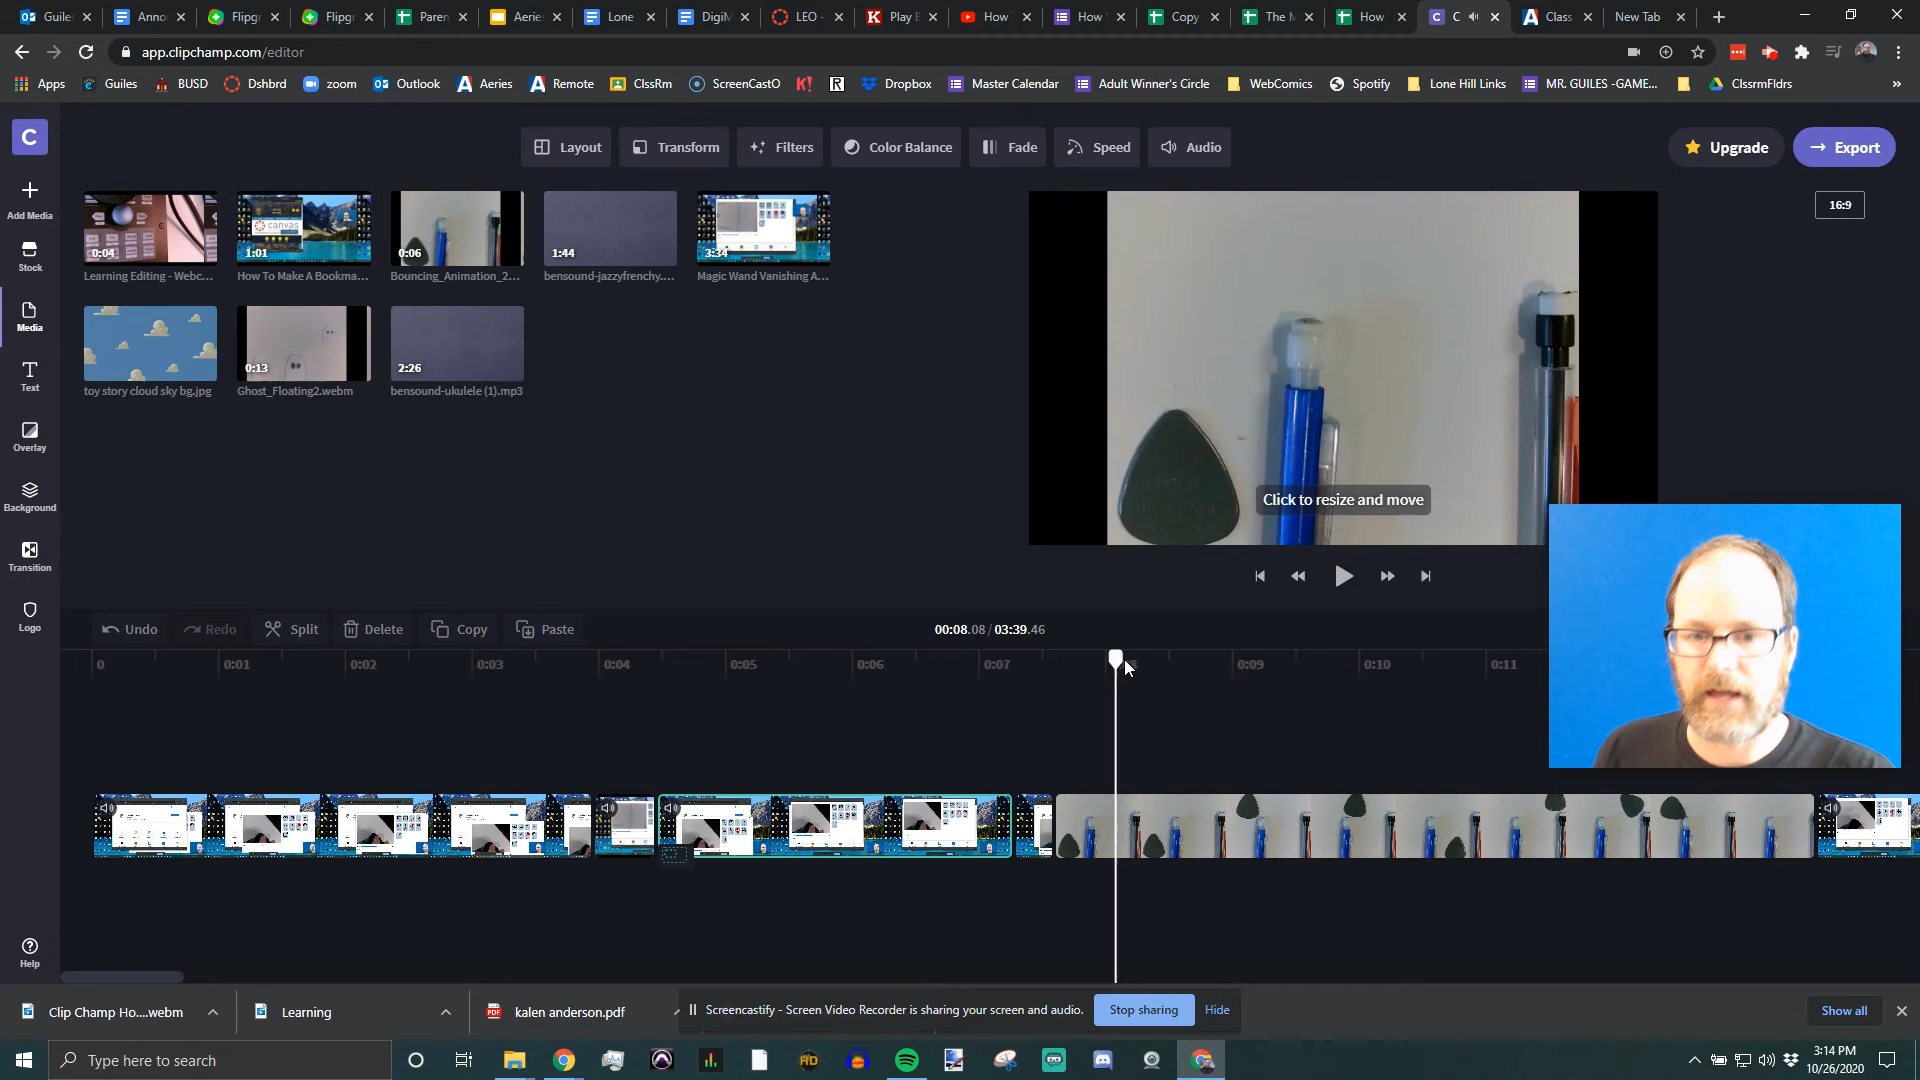 Guiles
Anno
Flipgr
Flipgr
Paren
Aerie
Lone
DigiM
LEO -
Play B
How T
How
Copy
The M
How
C
Class
New Tab
app.clipchamp.com/editor
Apps
Guiles
BUSD
Dshbrd
zoom
Outlook
Aeries
Remote
ClssRm
ScreenCastO
K!
R
Dropbox
Master Calendar
Adult Winner's Circle
WebComics
Spotify
Lone Hill Links
MR. GUILES -GAME...
ClssrmFldrs
»
C
Layout
Transform
Filters
Color Balance
Fade
Speed
Audio
Upgrade
Export
16:9
Add Media
Stock
Media
Text
Overlay
Background
Transition
Logo
Help
0:04
Learning Editing - Webc...
canvas
1:01
How To Make A Bookma...
0:06
Bouncing_Animation_2...
1:44
bensound-jazzyfrenchy....
3:34
Magic Wand Vanishing A...
toy story cloud sky bg.jpg
0:13
Ghost_Floating2.webm
2:26
bensound-ukulele (1).mp3
Click to resize and move
Undo
Redo
Split
Delete
Copy
Paste
00:08.08 / 03:39.46
0
0:01
0:02
0:03
0:04
0:05
0:06
0:07
0:09
0:10
0:11
Clip Champ Ho....webm
Learning
PDF
kalen anderson.pdf
Screencastify - Screen Video Recorder is sharing your screen and audio.
Stop sharing
Hide
Show all
Type here to search
3:14 PM
10/26/2020